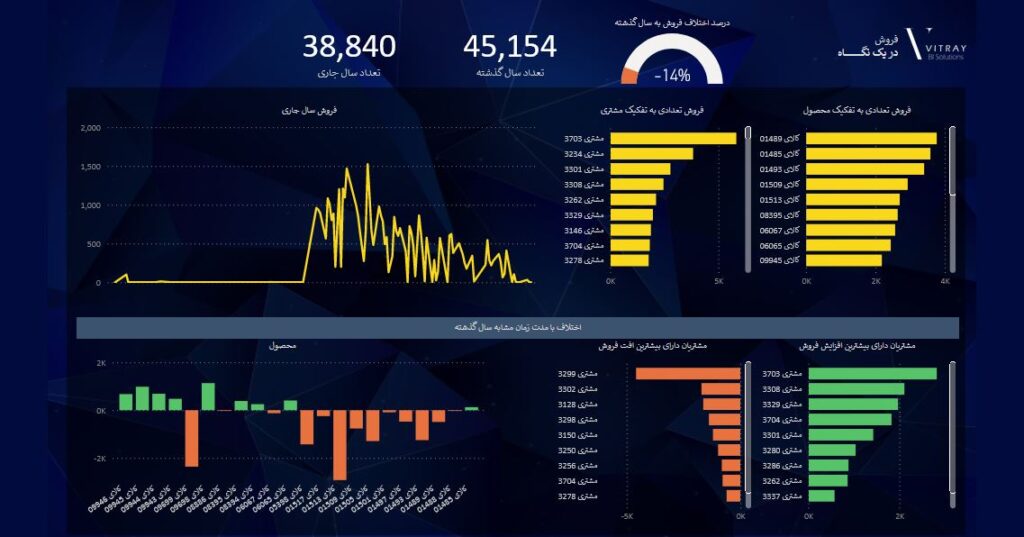 VITRAY
BI Solutions
فروش
در یک نگـــــاه
درصد اختلاف فروش به سال گذشته
-14%
45,154
تعداد سال گذشته
38,840
تعداد سال جاری
فروش تعدادی به تفکیک محصول
کالای 01489
کالای 01485
کالای 01493
کالای 01509
کالای 01513
کالای 08395
کالای 06067
کالای 06065
کالای 09945
0K 2K 4K
فروش تعدادی به تفکیک مشتری
مشتری 3703
مشتری 3234
مشتری 3301
مشتری 3308
مشتری 3262
مشتری 3329
مشتری 3146
مشتری 3704
مشتری 3278
0K 5K
فروش سال جاری
2,000
1,500
1,000
500
0
اختلاف با مدت زمان مشابه سال گذشته
مشتریان دارای بیشترین افزایش فروش
مشتری 3703
مشتری 3308
مشتری 3329
مشتری 3704
مشتری 3301
مشتری 3280
مشتری 3286
مشتری 3262
مشتری 3337
0K 2K
مشتریان دارای بیشترین افت فروش
مشتری 3299
مشتری 3302
مشتری 3128
مشتری 3298
مشتری 3150
مشتری 3250
مشتری 3256
مشتری 3704
مشتری 3278
-5K 0K
محصول
2K
0K
-2K
کالای 09948
کالای 09945
کالای 09944
کالای 09943
کالای 09699
کالای 09698
کالای 08396
کالای 08395
کالای 08394
کالای 06067
کالای 06065
کالای 05398
کالای 01517
کالای 01513
کالای 01509
کالای 01505
کالای 01501
کالای 01497
کالای 01493
کالای 01489
کالای 01485